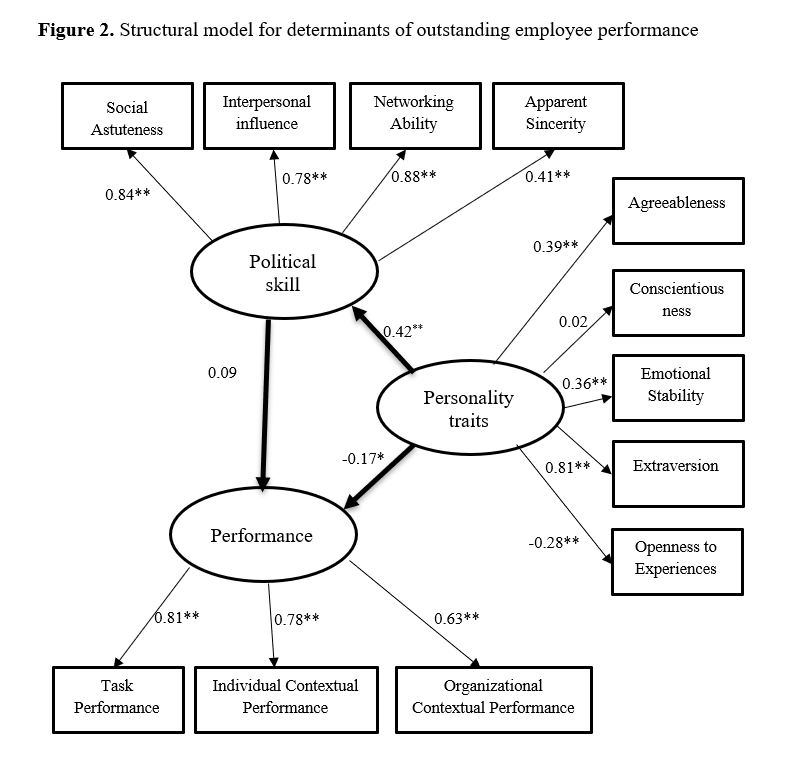 Figure 2. Structural model for determinants of outstanding employee performance
Social
Astuteness
Interpersonal
influence
Networking
Ability
Apparent
Sincerity
0.84**
0.78**
0.88**
0.41**
Agreeableness
0.39**
Political
skill
Conscientious
ness
0.02
0.42**
0.09
Emotional
Stability
0.36**
Personality
traits
-0.17*
Extraversion
0.81**
Performance
-0.28**
Openness to
Experiences
0.81**
0.78**
0.63**
Task
Performance
Individual Contextual
Performance
Organizational
Contextual Performance